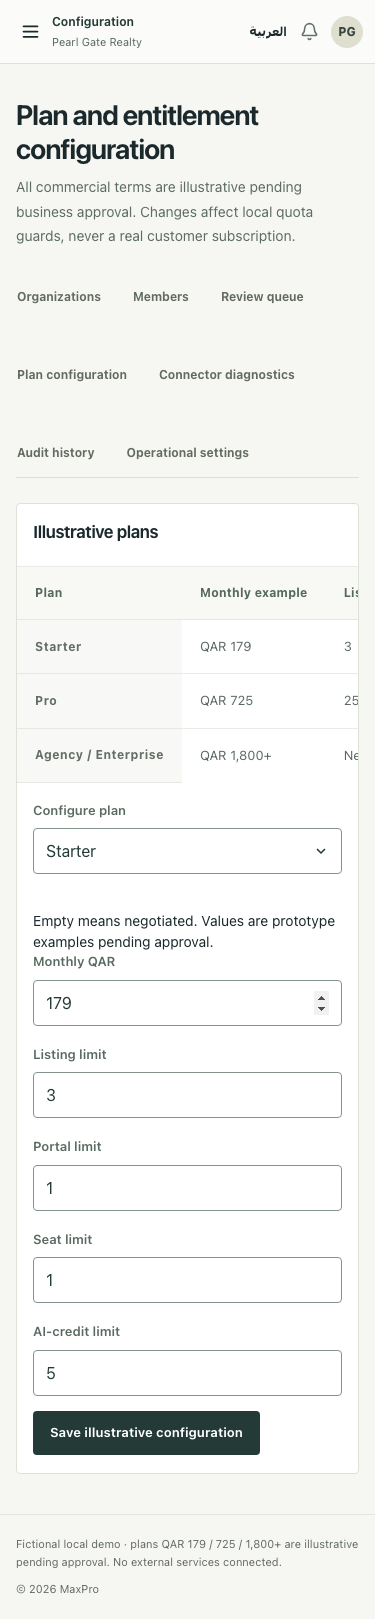 Configuration
Pearl Gate Realty
العربية
PG
Plan and entitlement
configuration
All commercial terms are illustrative pending
business approval. Changes affect local quota
guards, never a real customer subscription.
Organizations Members Review queue
Plan configuration Connector diagnostics
Audit history Operational settings
Illustrative plans
Plan Monthly example Lis
Starter QAR 179 3
Pro QAR 725 25
Agency / Enterprise QAR 1,800+ Ne
Configure plan
Starter
Empty means negotiated. Values are prototype
examples pending approval.
Monthly QAR
179
Listing limit
3
Portal limit
1
Seat limit
1
AI-credit limit
5
Save illustrative configuration
Fictional local demo · plans QAR 179 / 725 / 1,800+ are illustrative
pending approval. No external services connected.
© 2026 MaxPro